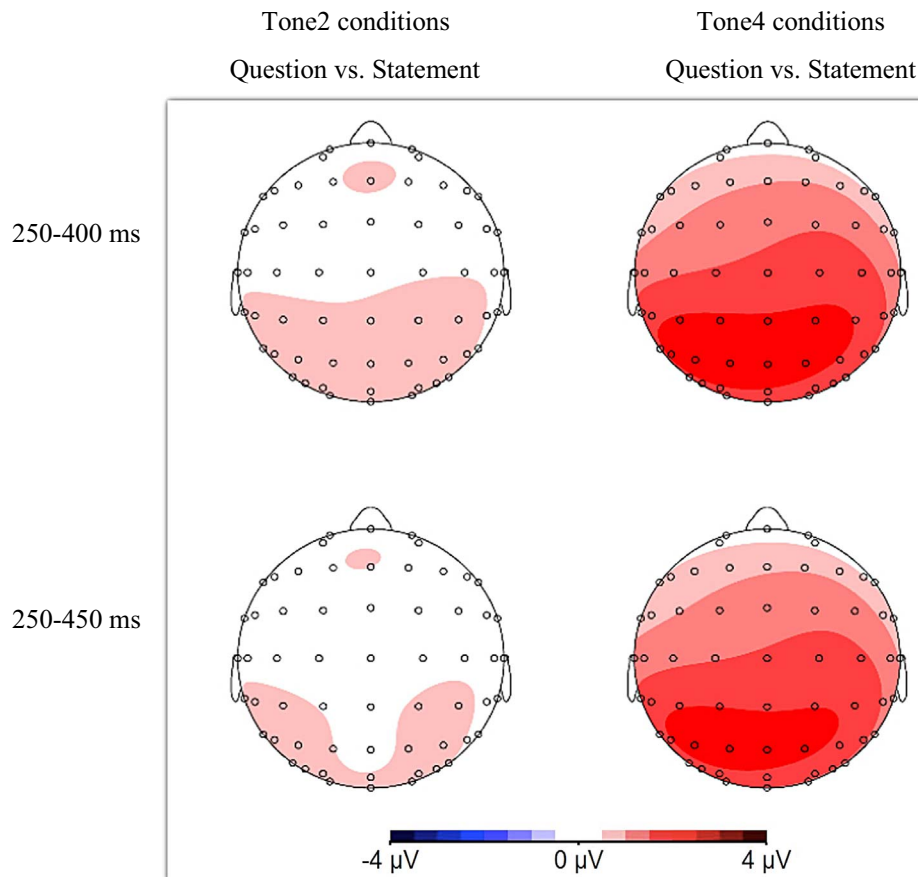 Tone2 conditions
Tone4 conditions
Question vs. Statement
Question vs. Statement
250-400 ms
250-450 ms
-4 µV
0 µV
4 µV